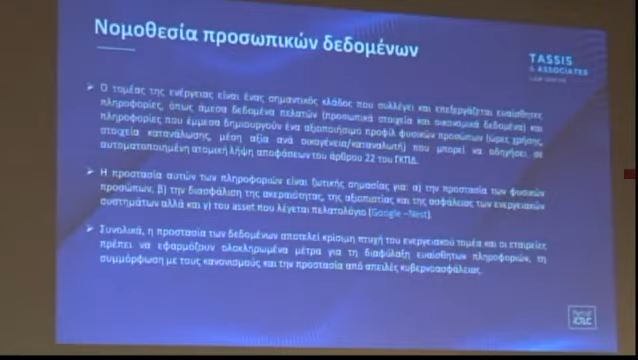 Νομοθεσία προσωπικών δεδομένων
TASSIS
& ASSOCIATES
LAW OFFICE
➢ Ο τομέας της ενέργειας είναι ένας σημαντικός κλάδος που συλλέγει και επεξεργάζεται ευαίσθητες
πληροφορίες, όπως άμεσα δεδομένα πελατών (προσωπικά στοιχεία και οικονομικά δεδομένα) και
πληροφορίες που έμμεσα δημιουργούν ένα αξιοποιήσιμο προφίλ φυσικών προσώπων (ώρες χρήσης,
στοιχεία κατανάλωσης, μέση αξία ανά οικογένεια/καταναλωτή) που μπορεί να οδηγήσει σε
αυτοματοποιημένη ατομική λήψη αποφάσεων του άρθρου 22 του ΓΚΠΔ.
➢ Η προστασία αυτών των πληροφοριών είναι ζωτικής σημασίας για: α) την προστασία των φυσικών
προσώπων, β) την διασφάλιση της ακεραιότητας, της αξιοπιστίας και της ασφάλειας των ενεργειακών
συστημάτων αλλά και γ) του asset που λέγεται πελατολόγιο (Google –Nest).
➢ Συνολικά, η προστασία των δεδομένων αποτελεί κρίσιμη πτυχή του ενεργειακού τομέα και οι εταιρείες
πρέπει να εφαρμόζουν ολοκληρωμένα μέτρα για τη διαφύλαξη ευαίσθητων πληροφοριών, τη
συμμόρφωση με τους κανονισμούς και την προστασία από απειλές κυβερνοασφάλειας.